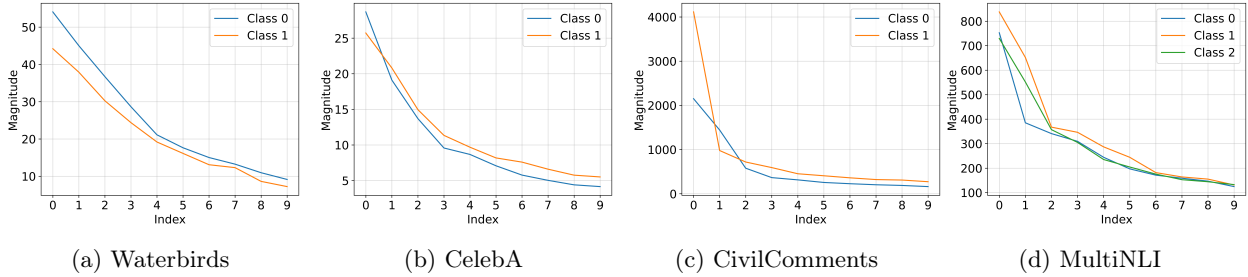 50
40
30
20
10
Magnitude
0 1 2 3 4 5 6 7 8 9
Index
Class 0
Class 1
(a) Waterbirds
25
20
15
10
5
Magnitude
0 1 2 3 4 5 6 7 8 9
Index
Class 0
Class 1
(b) CelebA
4000
3000
2000
1000
0
Magnitude
0 1 2 3 4 5 6 7 8 9
Index
Class 0
Class 1
(c) CivilComments
800
700
600
500
400
300
200
100
Magnitude
0 1 2 3 4 5 6 7 8 9
Index
Class 0
Class 1
Class 2
(d) MultiNLI